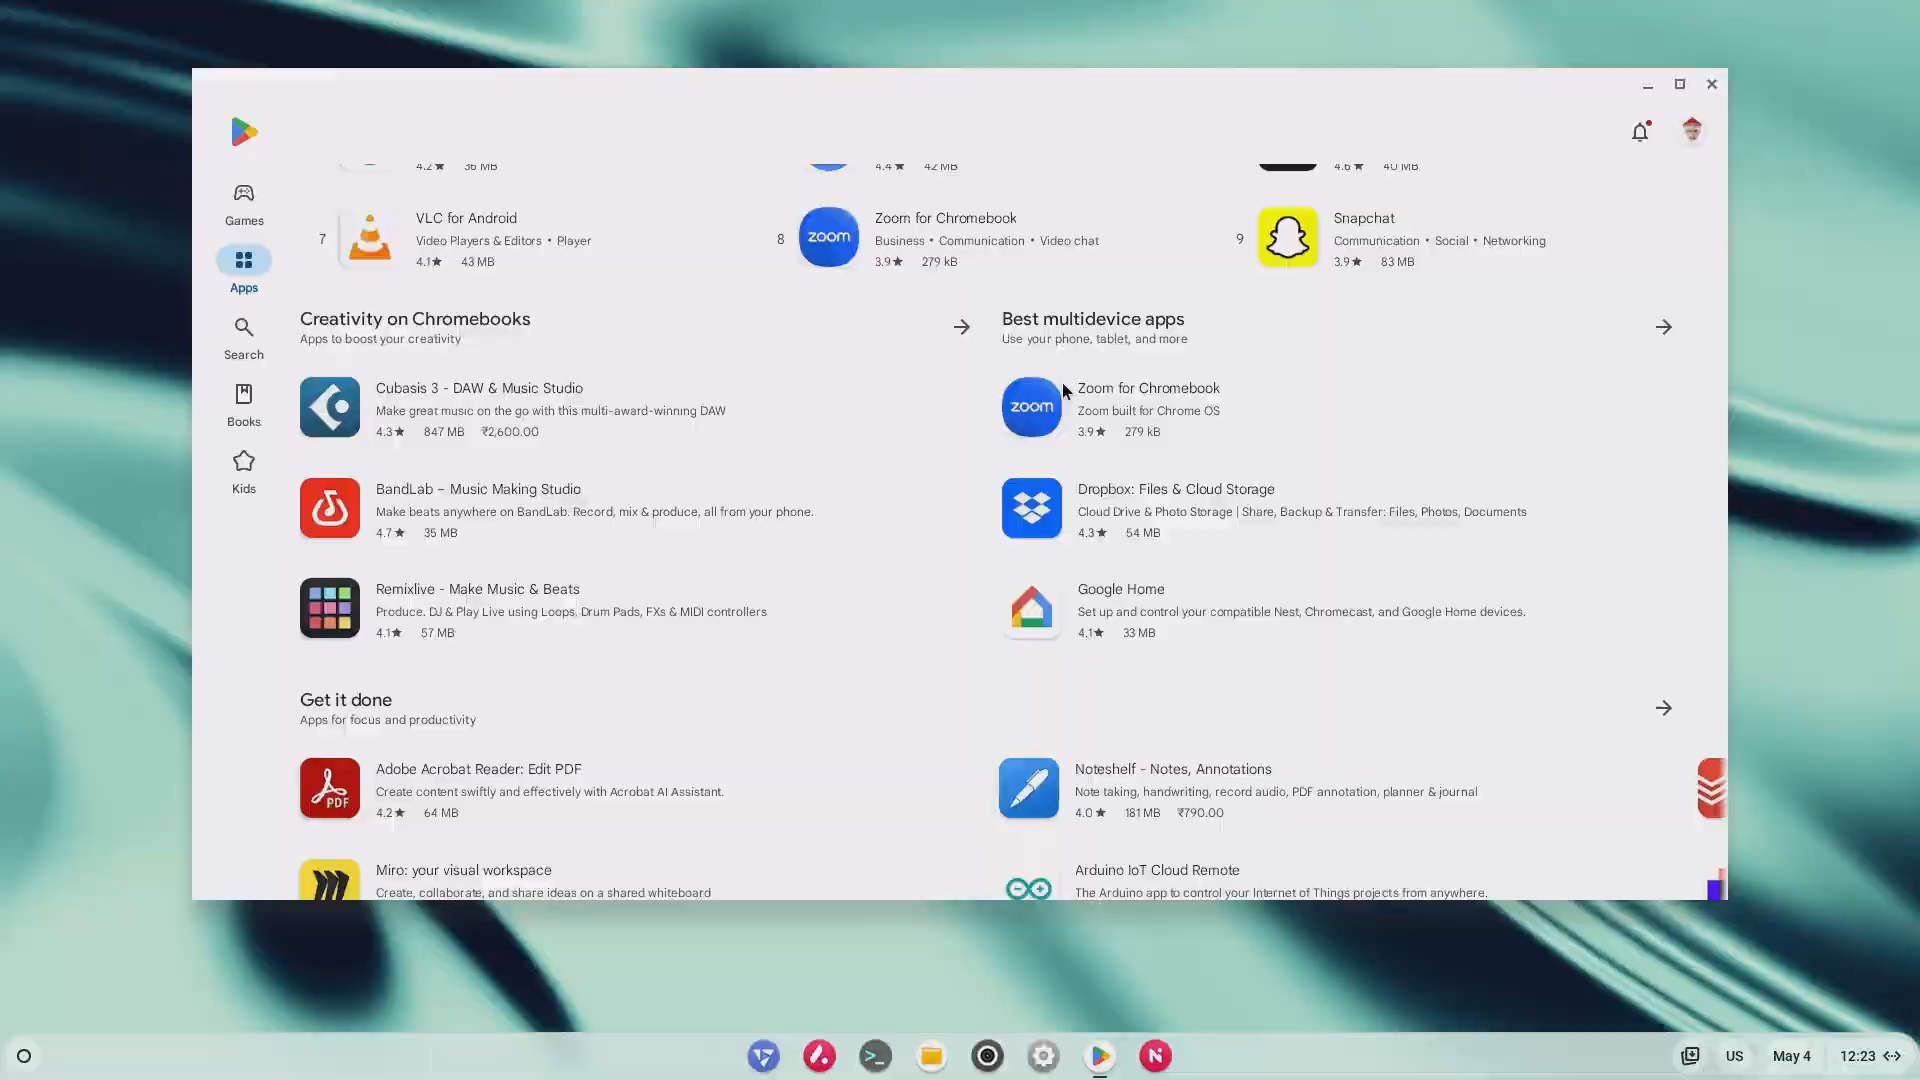 4.2★ 36 MB
4.4★ 42 MB
4.6★ 40 MB
Games
7
VLC for Android
Video Players & Editors • Player
4.1★ 43 MB
8
zoom
Zoom for Chromebook
Business • Communication • Video chat
3.9★ 279 kB
9
Snapchat
Communication • Social • Networking
3.9★ 83 MB
Apps
Search
Books
Kids
Creativity on Chromebooks
Apps to boost your creativity
Cubasis 3 - DAW & Music Studio
Make great music on the go with this multi-award-winning DAW
4.3★ 847 MB ₹2,600.00
BandLab – Music Making Studio
Make beats anywhere on BandLab. Record, mix & produce, all from your phone.
4.7★ 35 MB
Remixlive - Make Music & Beats
Produce. DJ & Play Live using Loops. Drum Pads, FXs & MIDI controllers
4.1★ 57 MB
Best multidevice apps
Use your phone, tablet, and more
zoom
Zoom for Chromebook
Zoom built for Chrome OS
3.9★ 279 kB
Dropbox: Files & Cloud Storage
Cloud Drive & Photo Storage | Share, Backup & Transfer: Files, Photos, Documents
4.3★ 54 MB
Google Home
Set up and control your compatible Nest, Chromecast, and Google Home devices.
4.1★ 33 MB
Get it done
Apps for focus and productivity
PDF
Adobe Acrobat Reader: Edit PDF
Create content swiftly and effectively with Acrobat AI Assistant.
4.2★ 64 MB
Noteshelf - Notes, Annotations
Note taking, handwriting, record audio, PDF annotation, planner & journal
4.0★ 181 MB ₹790.00
Miro: your visual workspace
Create, collaborate, and share ideas on a shared whiteboard
Arduino IoT Cloud Remote
The Arduino app to control your Internet of Things projects from anywhere.
US
May 4
12:23